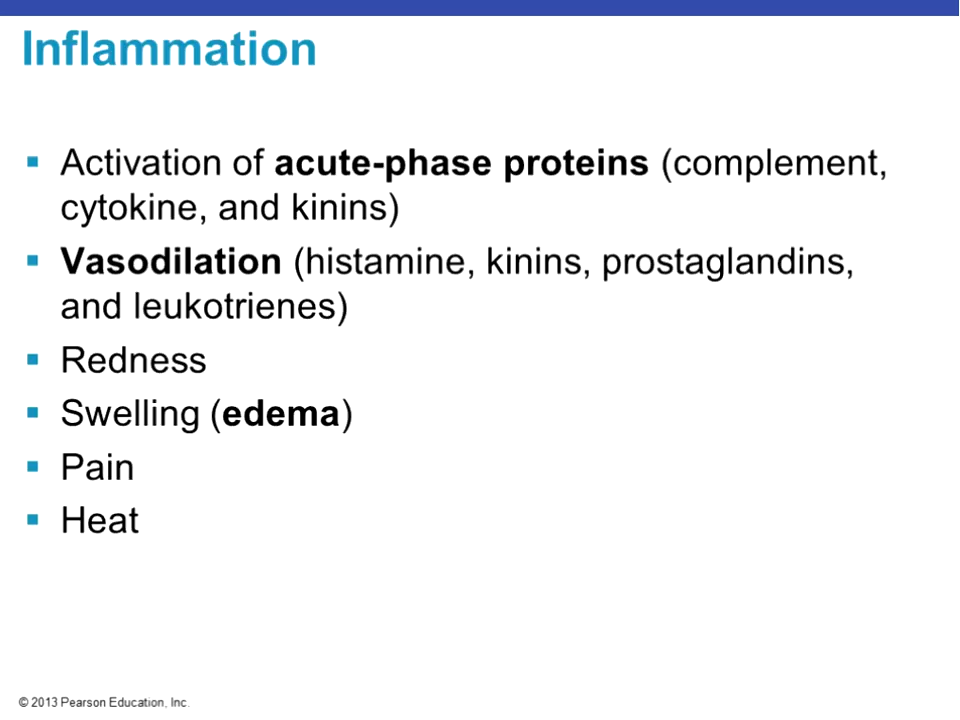 Inflammation
Activation of acute-phase proteins (complement,
cytokine, and kinins)
Vasodilation (histamine, kinins, prostaglandins,
and leukotrienes)
Redness
Swelling (edema)
Pain
Heat
© 2013 Pearson Education, Inc.